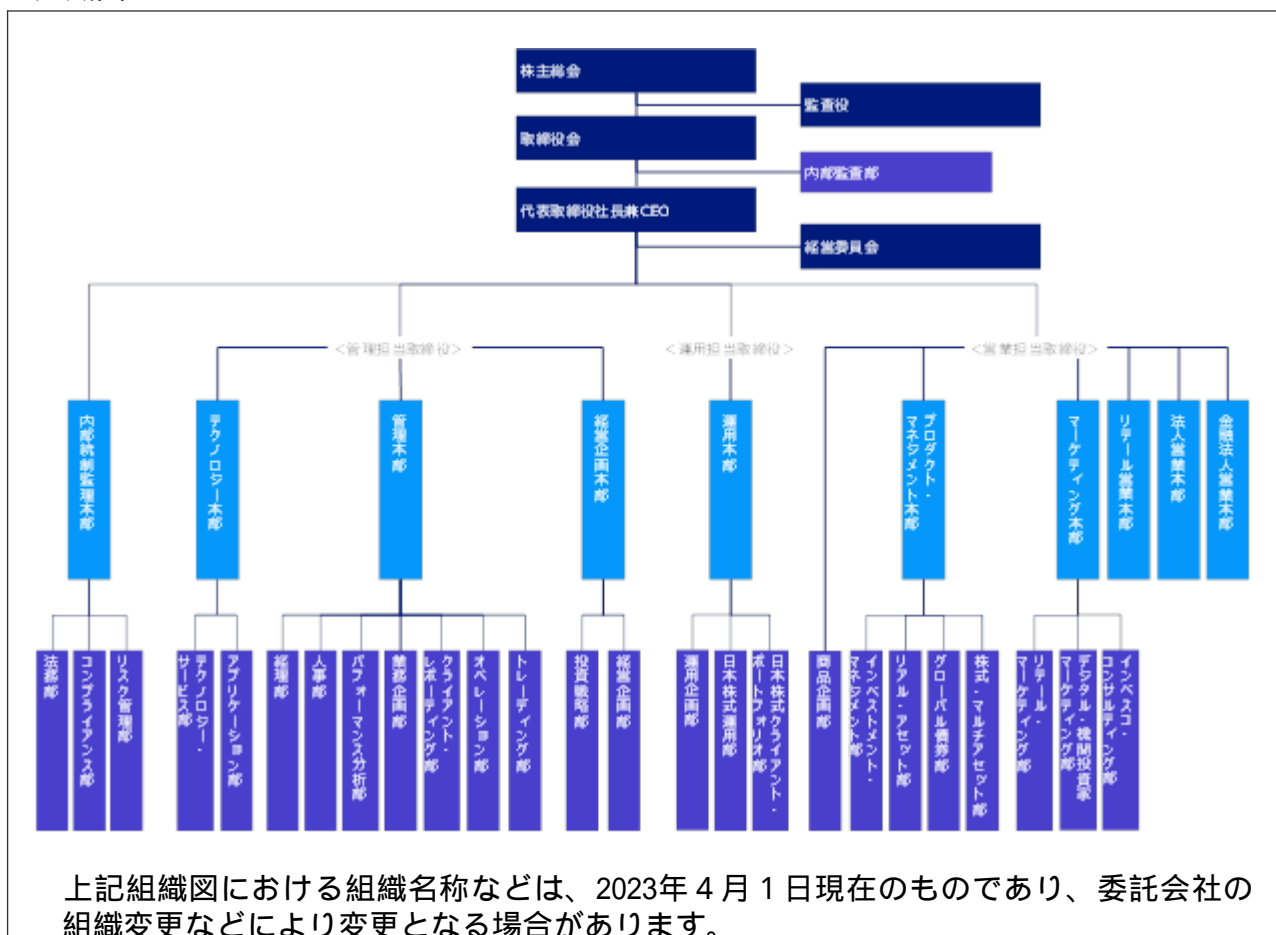 株主総会
監査役
取締役会
内部監査部
代表取締役社長兼CEO
経営委員会
＜管理担当取締役＞
＜運用担当取締役＞
＜営業担当取締役＞
内部統制監理本部
テクノロジー本部
管理本部
経営企画本部
運用本部
プロダクト・
マネジメント本部
マーケティング本部
リテール営業本部
法人営業本部
金融法人営業本部
法務部
コンプライアンス部
リスク管理部
テクノロジー・
サービス部
アプリケーション部
経理部
人事部
パフォーマンス分析部
業務企画部
クライアント・
レポーティング部
オペレーション部
トレーディング部
投資戦略部
経営企画部
運用企画部
日本株式運用部
日本株式クライアント・
ポートフォリオ部
商品企画部
インベストメント・
マネジメント部
リアル・アセット部
グローバル債券部
株式・マルチアセット部
リテール・
マーケティング部
デジタル・機関投資家
マーケティング部
インベスコ・
コンサルティング部
上記組織図における組織名称などは、2023年４月１日現在のものであり、委託会社の
組織変更などにより変更となる場合があります。